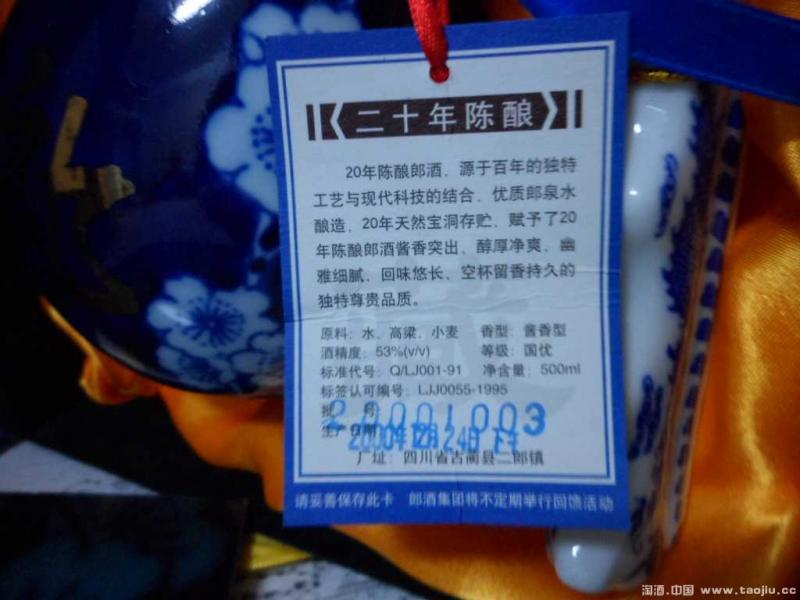 二十年陈酿
20年陈酿郎酒，源于百年的独特
工艺与现代科技的结合，优质郎泉水
酿造，20年天然宝洞存贮，赋予了20
年陈酿郎酒酱香突出、醇厚净爽、幽
雅细腻、回味悠长、空杯留香持久的
独特尊贵品质。
原料：水、高粱、小麦 香型：酱香型
酒精度：53%(v/v) 等级：国优
标准代号：Q/LJ001-91 净含量：500ml
标签认可编号：LJJ0055-1995
批 号 20001003
生产日期 2000年12月24日 下午
厂址：四川省古蔺县二郎镇
请妥善保存此卡 郎酒集团将不定期举行回馈活动
淘酒.中国 www.taojiu.cc